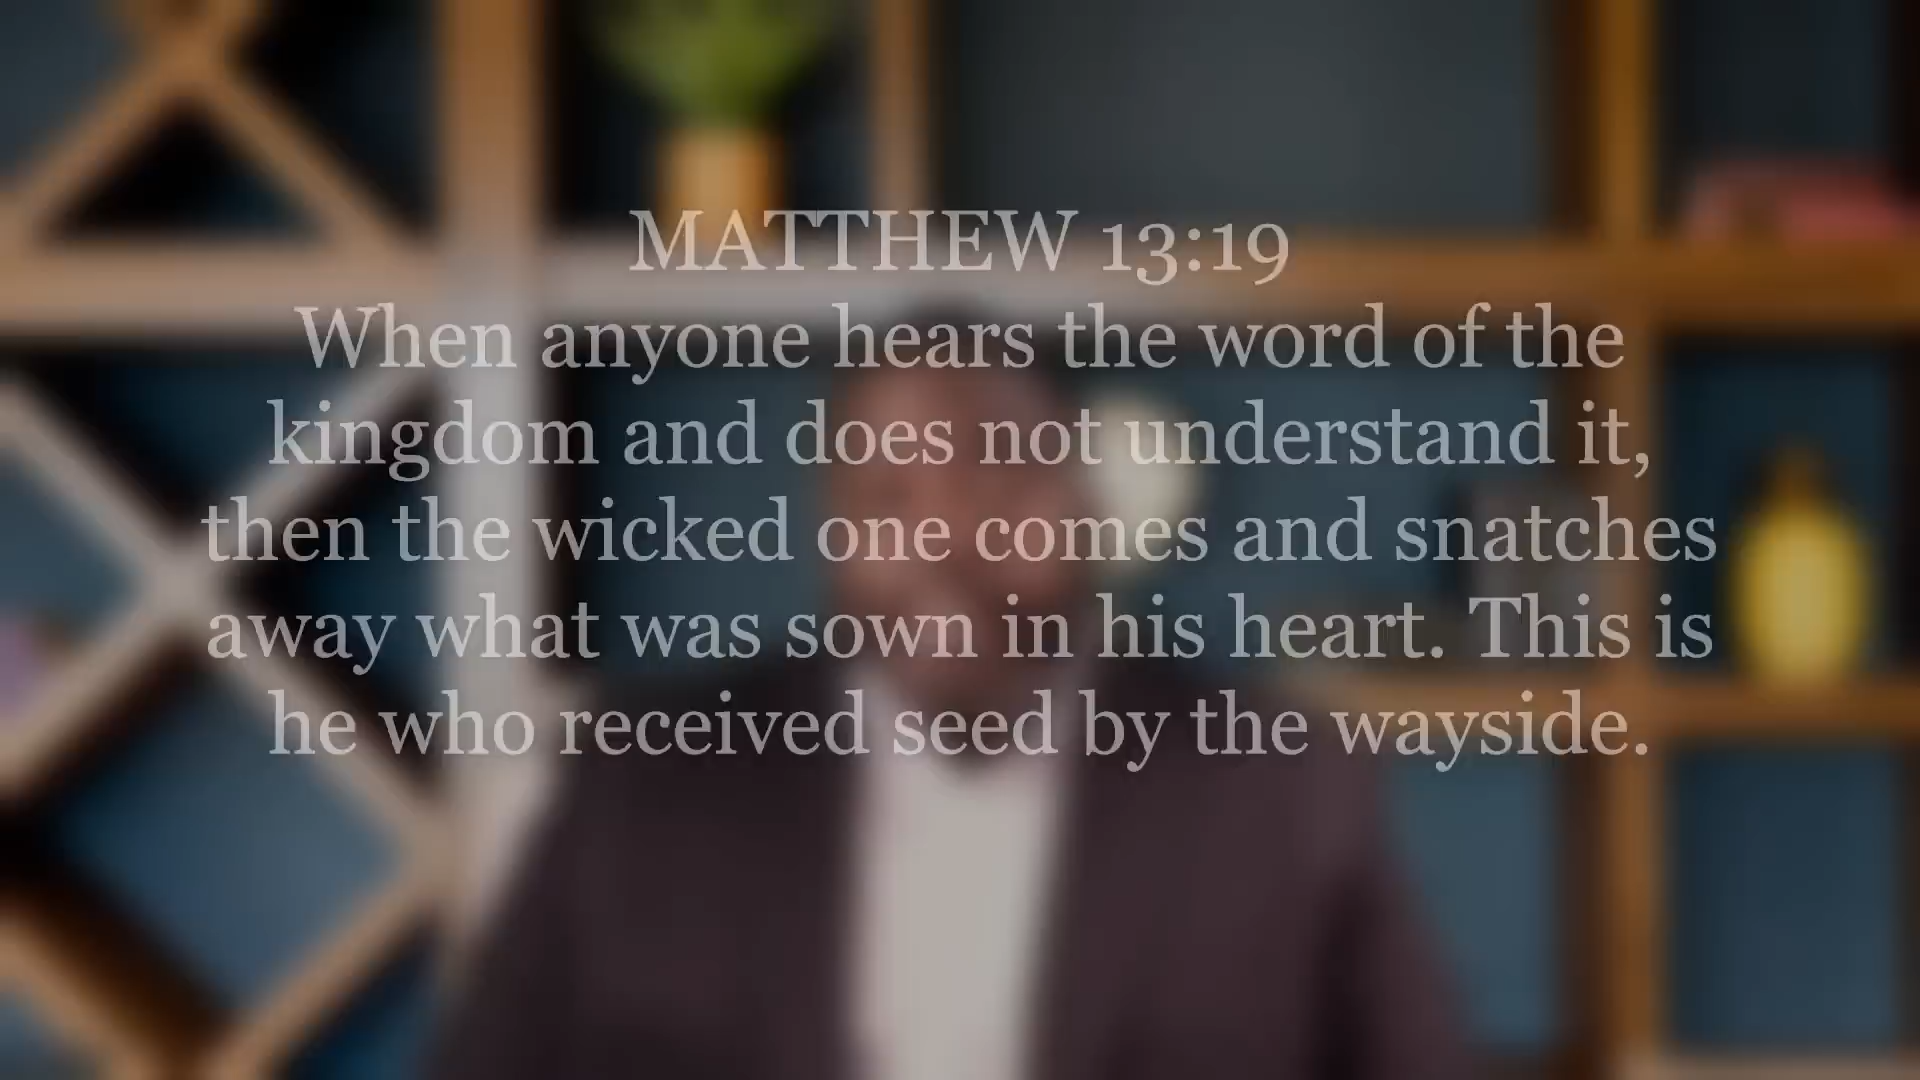 MATTHEW 13:19
When anyone hears the word of the
kingdom and does not understand it,
then the wicked one comes and snatches
away what was sown in his heart. This is
he who received seed by the wayside.